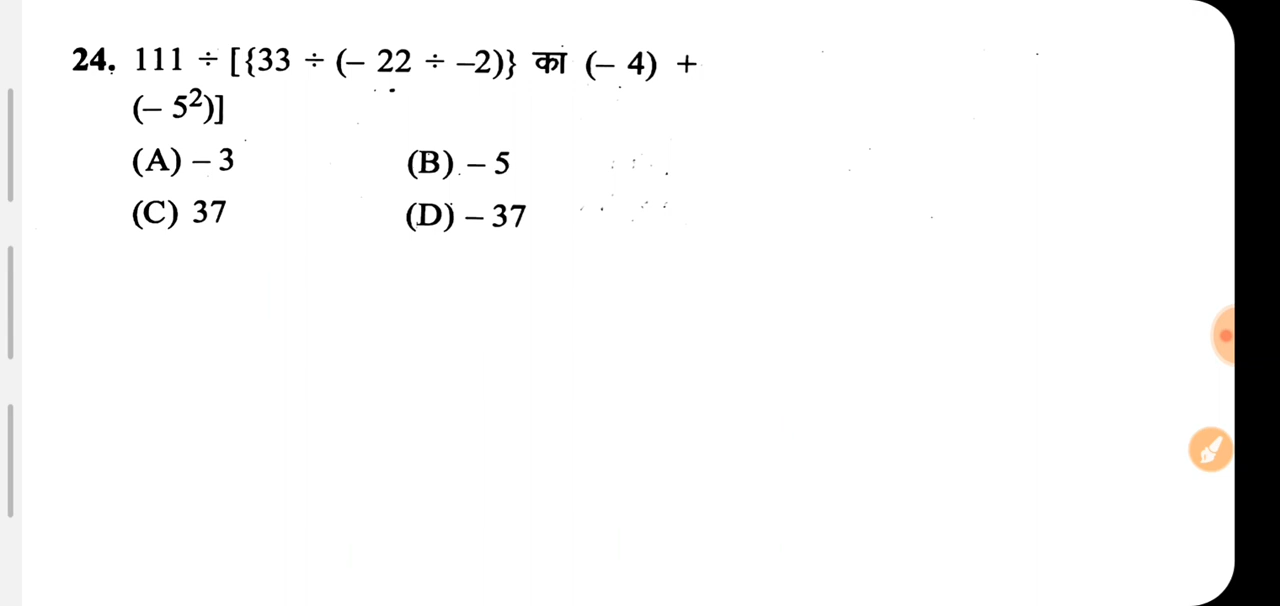 24. 111 ÷ [{33 ÷ (– 22 ÷ –2)} का (– 4) +
(– 5²)]
(A) – 3 (B) – 5
(C) 37 (D) – 37